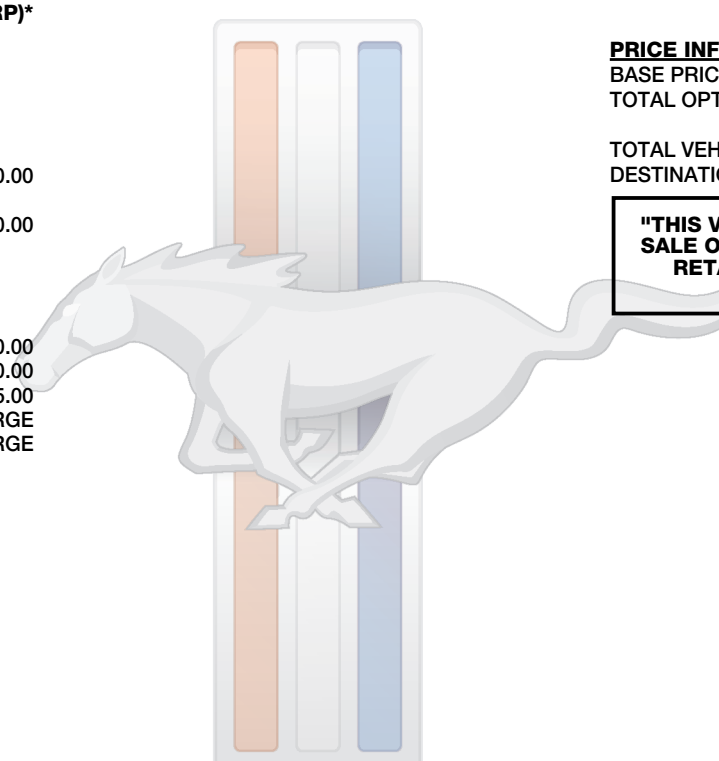 RP)*
0.00
0.00
0.00
0.00
5.00
RGE
RGE
PRICE INF
BASE PRIC
TOTAL OPT
TOTAL VEH
DESTINATIO
"THIS V
SALE O
RETA